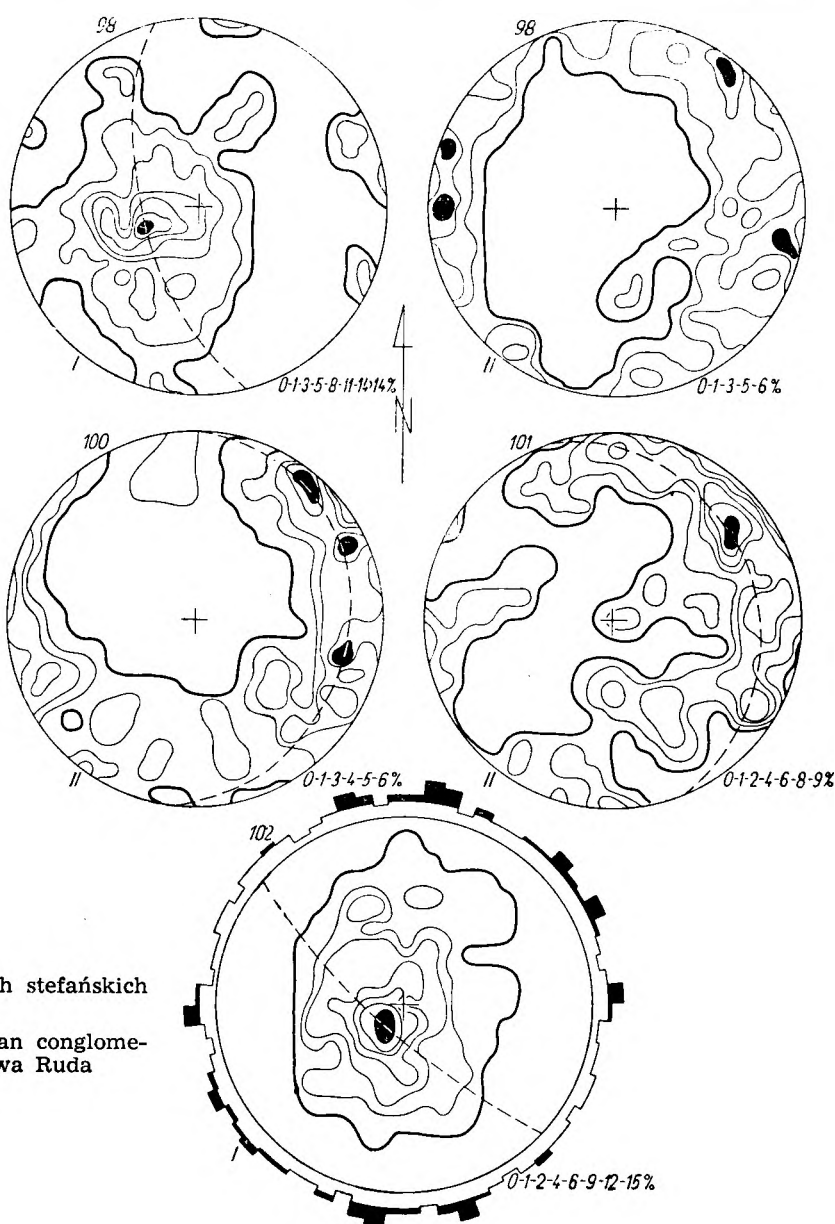 98
I
0-1-3-5-8-11-14›14%
98
II
0-1-3-5-6%
N
100
II
0-1-3-4-5-6%
101
II
0-1-2-4-6-8-9%
102
I
0-1-2-4-6-9-12-15%
h stefańskich
an conglome-
wa Ruda